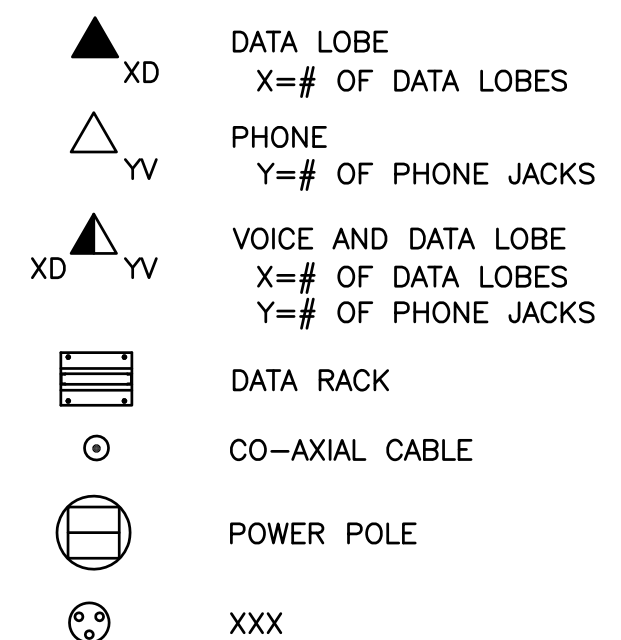 XD
DATA LOBE
X=# OF DATA LOBES
PHONE
YV
Y=# OF PHONE JACKS
VOICE AND DATA LOBE
XD YV
X=# OF DATA LOBES
Y=# OF PHONE JACKS
DATA RACK
CO-AXIAL CABLE
POWER POLE
XXX